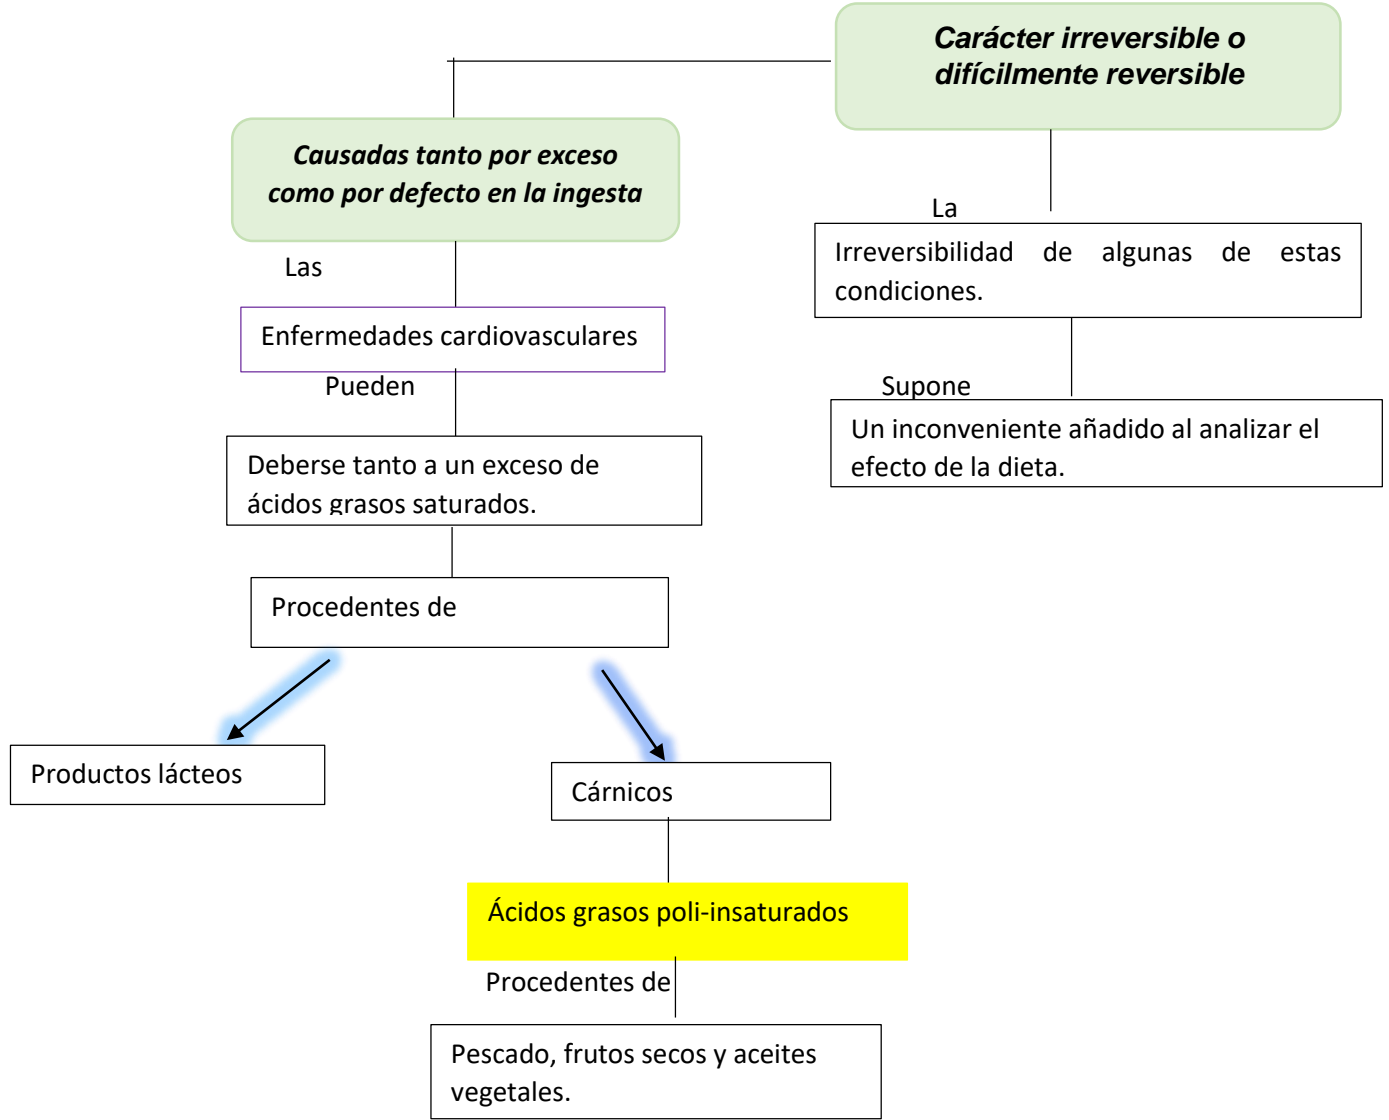 Carácter irreversible o
difícilmente reversible
Causadas tanto por exceso
como por defecto en la ingesta
La
Irreversibilidad de algunas de estas
condiciones.
Las
Enfermedades cardiovasculares
Pueden
Supone
Un inconveniente añadido al analizar el
efecto de la dieta.
Deberse tanto a un exceso de
ácidos grasos saturados.
Procedentes de
Productos lácteos
Cárnicos
Ácidos grasos poli-insaturados
Procedentes de
Pescado, frutos secos y aceites
vegetales.